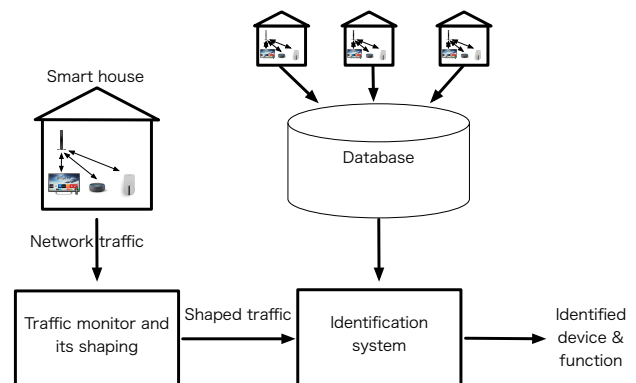 Smart house
Database
Network traffic
Traffic monitor and
its shaping
Shaped traffic
Identification
system
Identified
device &
function